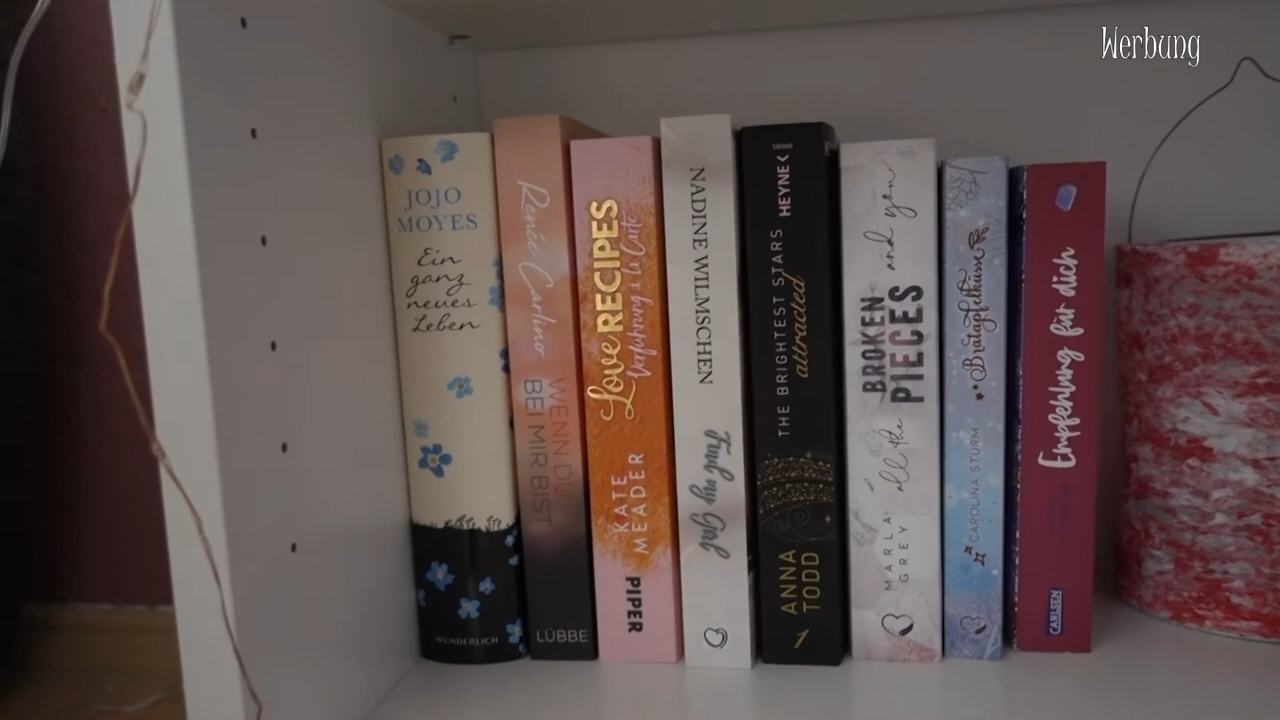 Werbung
JOJO
MOYES
Ein
ganz
neues
Leben
WUNDERLICH
Renée Carlino
WENN DU
BEI MIR BIST
LÜBBE
Love RECIPES
Verführung à la Carte
KATE
MEADER
PIPER
NADINE WILMSCHEN
Find my Girl
58066
HEYNE
THE BRIGHTEST STARS
attracted
ANNA
TODD
1
all the BROKEN
PIECES and you
MARLA
GREY
Bratapfelküsse
CAROLINA STURM
Empfehlung für dich
CARLSEN